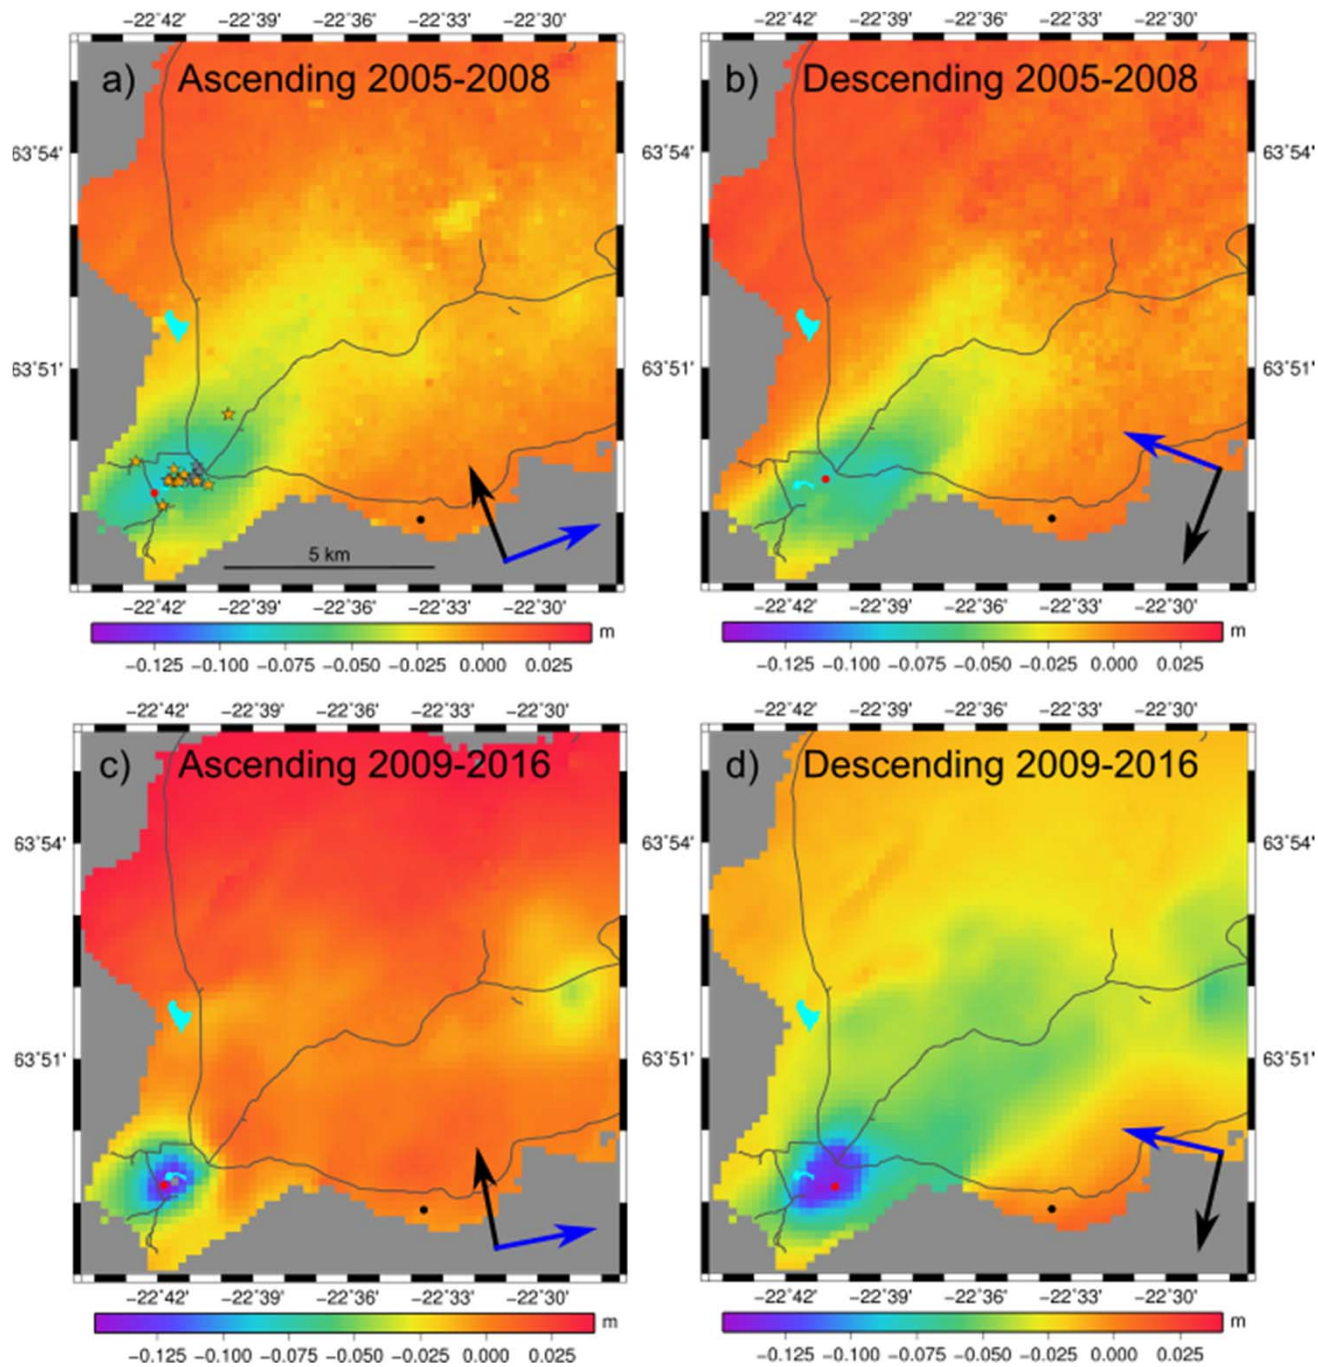 −22˚42' −22˚39' −22˚36' −22˚33' −22˚30' −22˚42' −22˚39' −22˚36' −22˚33' −22˚30'
a) Ascending 2005-2008 b) Descending 2005-2008
63˚54' 63˚54'
63˚51' 63˚51'
5 km
−22˚42' −22˚39' −22˚36' −22˚33' −22˚30' −22˚42' −22˚39' −22˚36' −22˚33' −22˚30'
m m
−0.125 −0.100 −0.075 −0.050 −0.025 0.000 0.025 −0.125 −0.100 −0.075 −0.050 −0.025 0.000 0.025
−22˚42' −22˚39' −22˚36' −22˚33' −22˚30' −22˚42' −22˚39' −22˚36' −22˚33' −22˚30'
c) Ascending 2009-2016 d) Descending 2009-2016
63˚54' 63˚54'
63˚51' 63˚51'
−22˚42' −22˚39' −22˚36' −22˚33' −22˚30' −22˚42' −22˚39' −22˚36' −22˚33' −22˚30'
m m
−0.125 −0.100 −0.075 −0.050 −0.025 0.000 0.025 −0.125 −0.100 −0.075 −0.050 −0.025 0.000 0.025